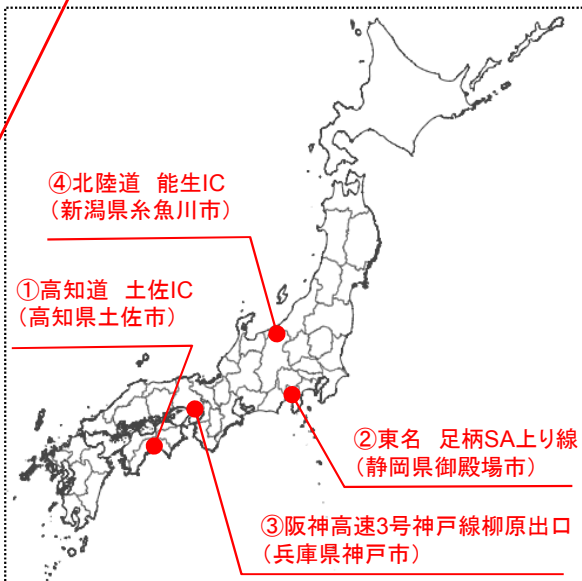 ④北陸道 能生IC
（新潟県糸魚川市）
①高知道 土佐IC
（高知県土佐市）
②東名 足柄SA上り線
（静岡県御殿場市）
③阪神高速3号神戸線柳原出口
（兵庫県神戸市）